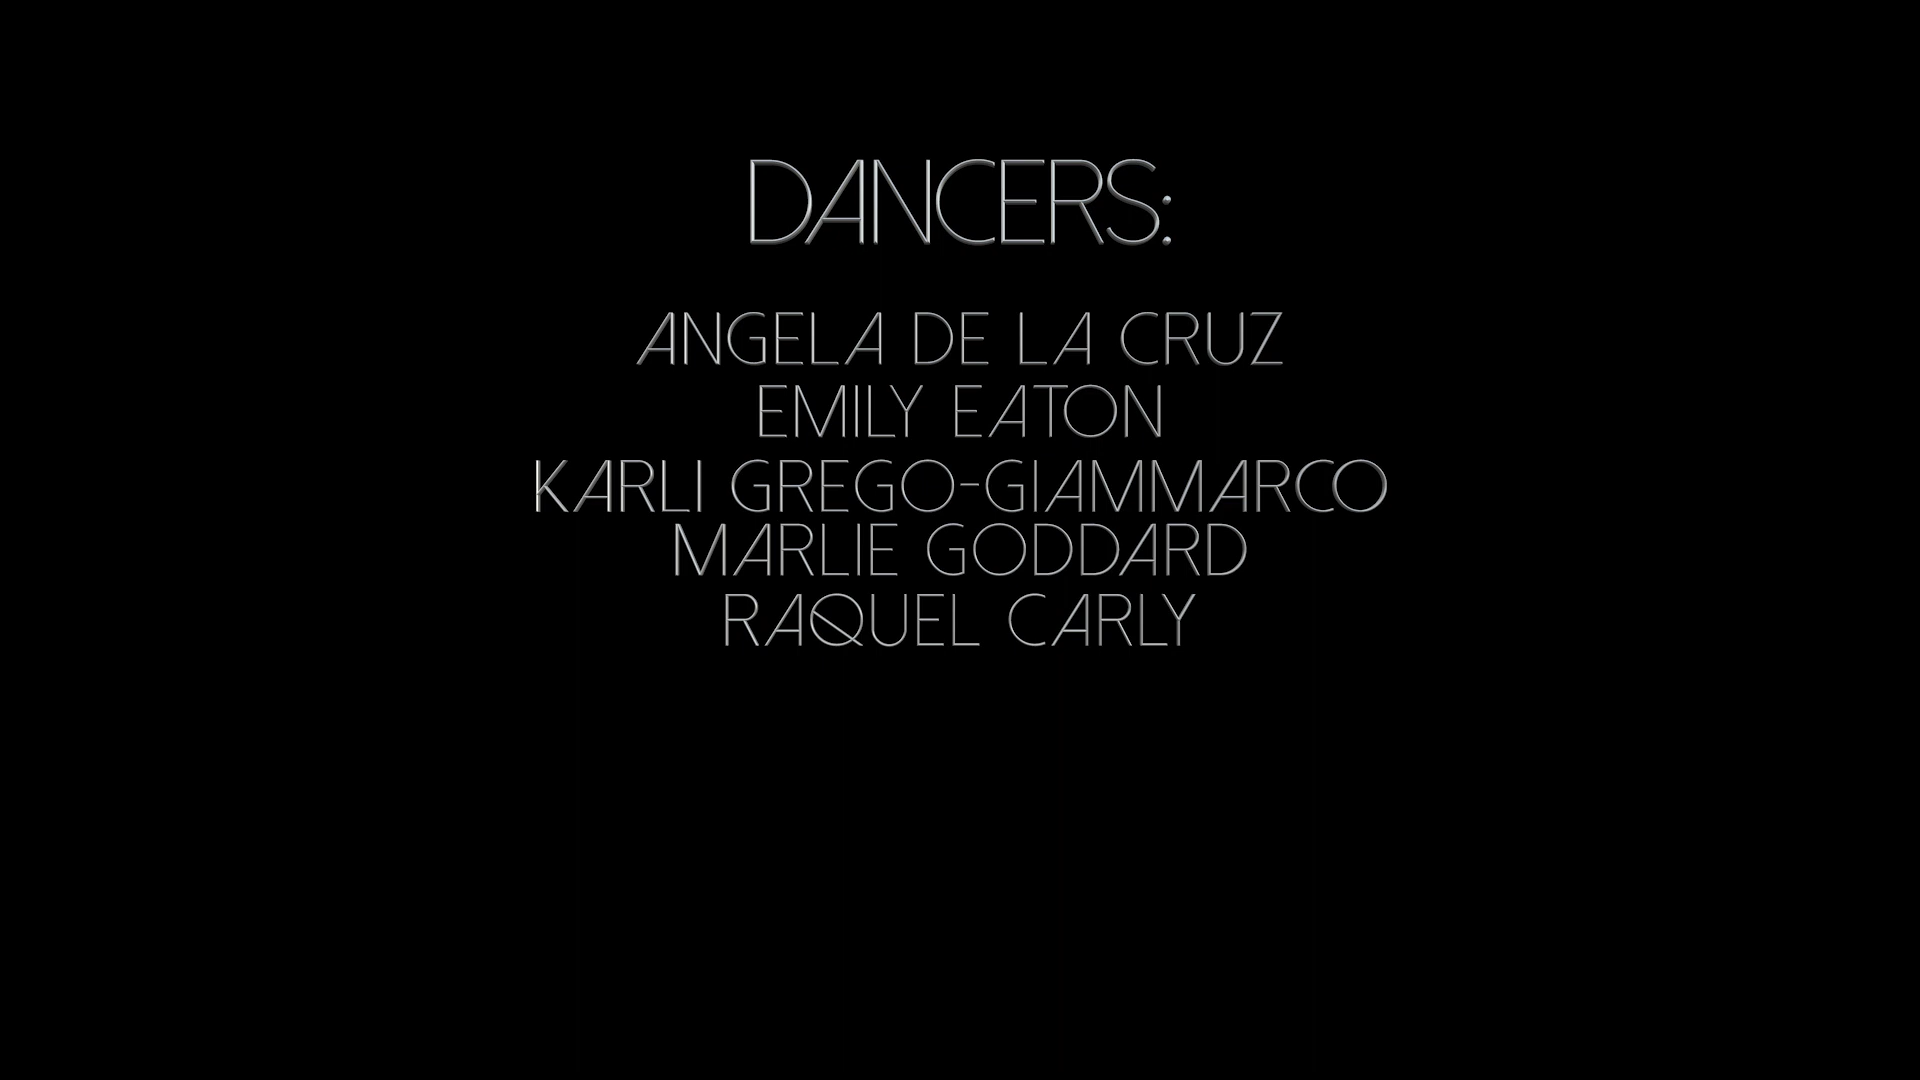 DANCERS:
ANGELA DE LA CRUZ
EMILY EATON
KARLI GREGO-GIAMMARCO
MARLIE GODDARD
RAQUEL CARLY